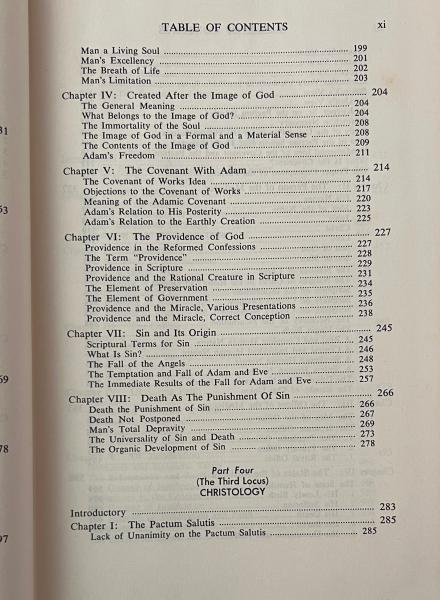 TABLE OF CONTENTS xi
Man a Living Soul 199
Man's Excellency 201
The Breath of Life 202
Man's Limitation 203
Chapter IV: Created After the Image of God 204
The General Meaning 204
What Belongs to the Image of God? 204
The Immortality of the Soul 208
The Image of God in a Formal and a Material Sense 208
The Contents of the Image of God 209
Adam's Freedom 211
Chapter V: The Covenant With Adam 214
The Covenant of Works Idea 214
Objections to the Covenant of Works 217
Meaning of the Adamic Covenant 220
Adam's Relation to His Posterity 223
Adam's Relation to the Earthly Creation 225
Chapter VI: The Providence of God 227
Providence in the Reformed Confessions 227
The Term "Providence" 228
Providence in Scripture 229
Providence and the Rational Creature in Scripture 231
The Element of Preservation 234
The Element of Government 235
Providence and the Miracle, Various Presentations 236
Providence and the Miracle, Correct Conception 238
Chapter VII: Sin and Its Origin 245
Scriptural Terms for Sin 245
What Is Sin? 246
The Fall of the Angels 248
The Temptation and Fall of Adam and Eve 253
The Immediate Results of the Fall for Adam and Eve 257
Chapter VIII: Death As The Punishment Of Sin 266
Death the Punishment of Sin 266
Death Not Postponed 267
Man's Total Depravity 269
The Universality of Sin and Death 273
The Organic Development of Sin 278
Part Four
(The Third Locus)
CHRISTOLOGY
Introductory 283
Chapter I: The Pactum Salutis 285
Lack of Unanimity on the Pactum Salutis 285